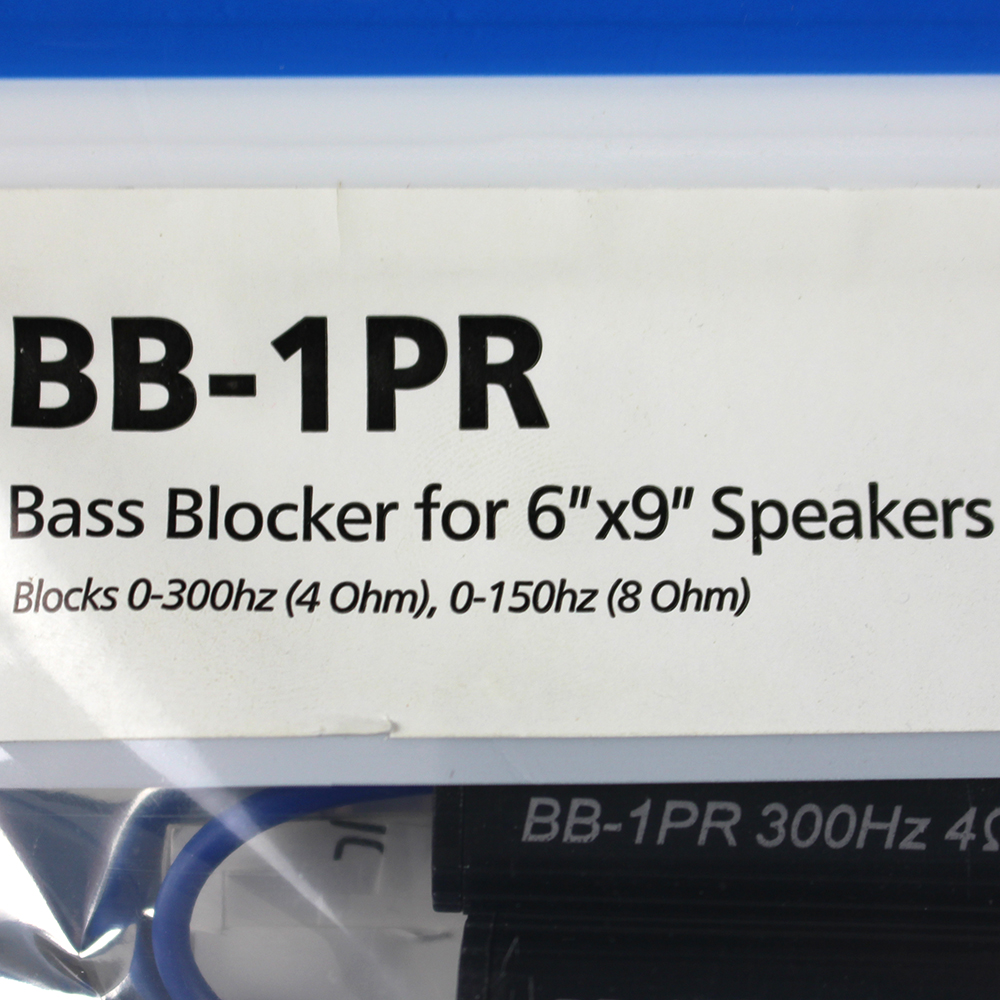 BB-1PR
Bass Blocker for 6"x9" Speakers
Blocks 0-300hz (4 Ohm), 0-150hz (8 Ohm)
BB-1PR 300Hz 4Ω